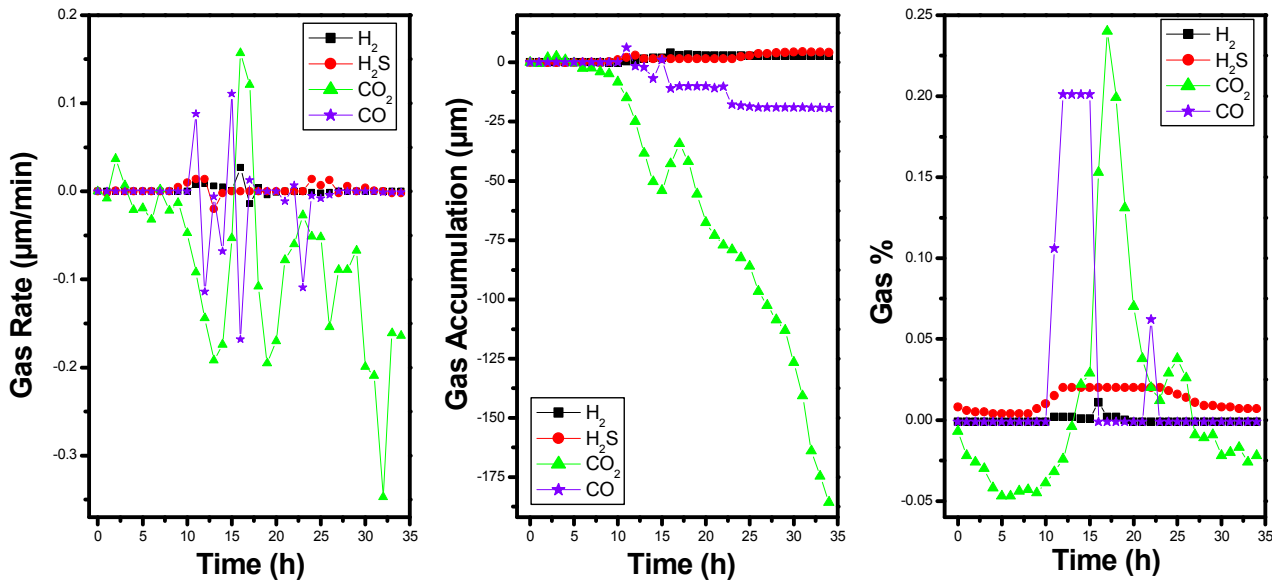 Gas Rate (µm/min)
0.2
0.1
0.0
-0.1
-0.2
-0.3
H2
H2S
CO2
CO
0 5 10 15 20 25 30 35
Time (h)
Gas Accumulation (µm)
0
-25
-50
-75
-100
-125
-150
-175
H2
H2S
CO2
CO
0 5 10 15 20 25 30 35
Time (h)
Gas %
0.25
0.20
0.15
0.10
0.05
0.00
-0.05
H2
H2S
CO2
CO
0 5 10 15 20 25 30 35
Time (h)